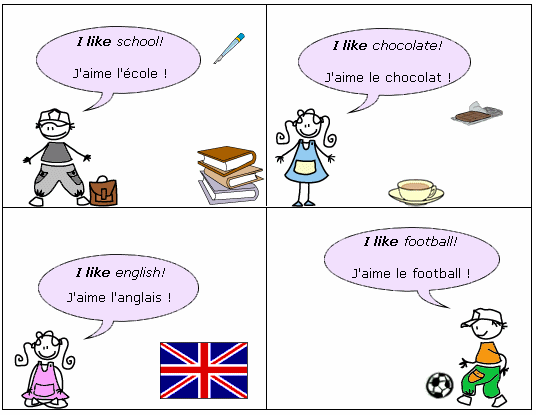 I like school!
J'aime l'école !
I like chocolate!
J'aime le chocolat !
I like english!
J'aime l'anglais !
I like football!
J'aime le football !